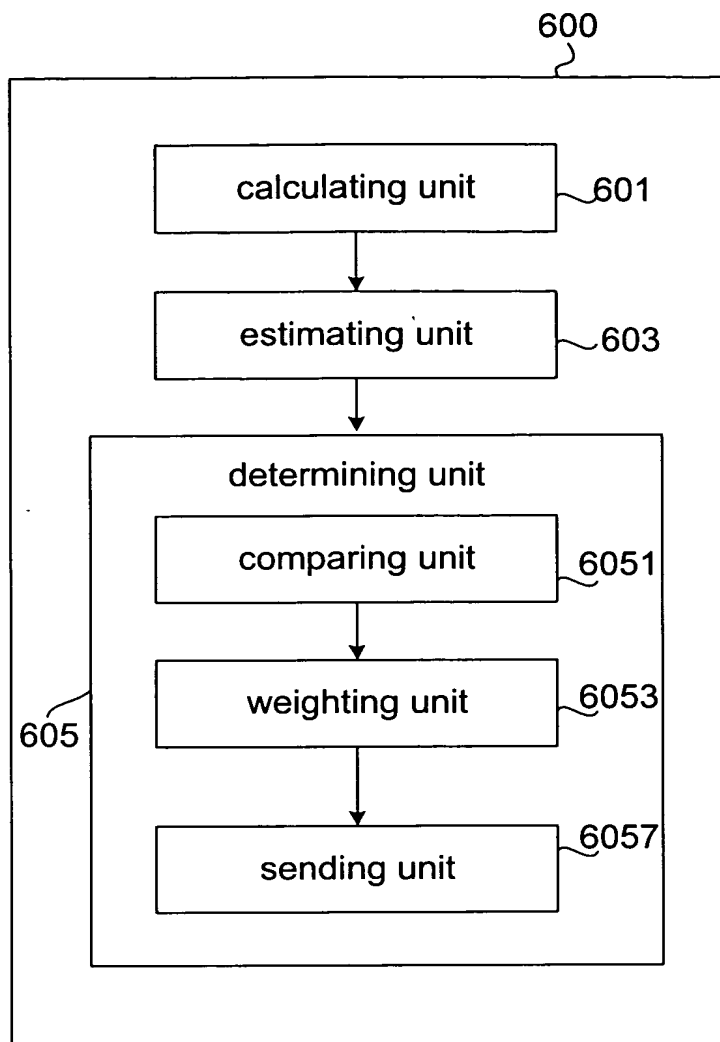 600
calculating unit
601
estimating unit
603
determining unit
comparing unit
6051
weighting unit
6053
605
sending unit
6057